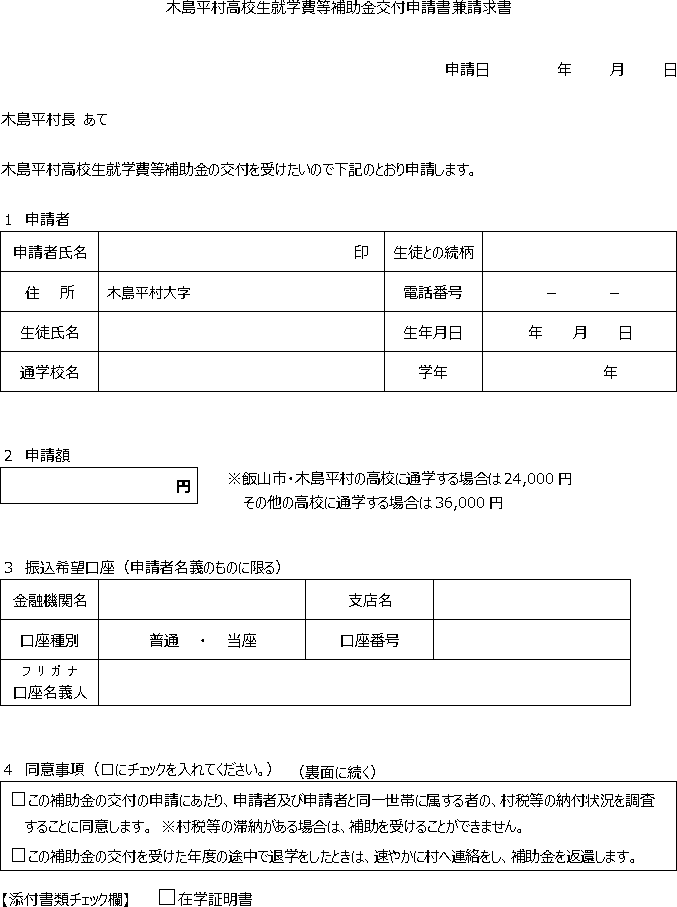 木島平村高校生就学費等補助金交付申請書兼請求書
申請日　　　　年　　月　　日
木島平村長 あて
木島平村高校生就学費等補助金の交付を受けたいので下記のとおり申請します。
１ 申請者
申請者氏名　　　　印　生徒との続柄
住　所　木島平村大字　電話番号　－　　－
生徒氏名　　生年月日　年　　月　　日
通学校名　　学年　　年
２ 申請額
円
※飯山市・木島平村の高校に通学する場合は24,000 円
その他の高校に通学する場合は36,000 円
３ 振込希望口座（申請者名義のものに限る）
金融機関名　　支店名
口座種別　普通　・　当座　口座番号
フリガナ
口座名義人
４ 同意事項（口にチェックを入れてください。）　（裏面に続く）
□この補助金の交付の申請にあたり、申請者及び申請者と同一世帯に属する者の、村税等の納付状況を調査
することに同意します。 ※村税等の滞納がある場合は、補助を受けることができません。
□この補助金の交付を受けた年度の途中で退学をしたときは、速やかに村へ連絡をし、補助金を返還します。
【添付書類チェック欄】　□在学証明書